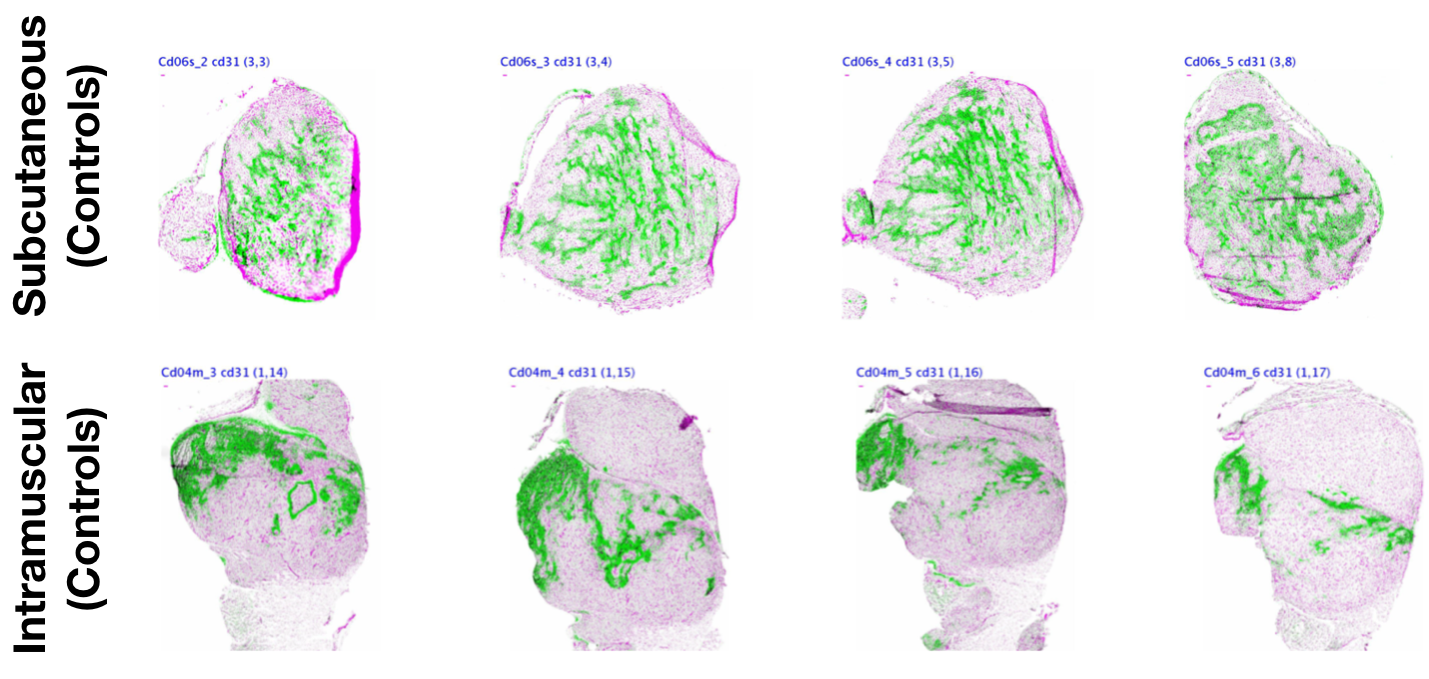 Subcutaneous
(Controls)
Cd06s_2 cd31 (3,3)
Cd06s_3 cd31 (3,4)
Cd06s_4 cd31 (3,5)
Cd06s_5 cd31 (3,8)
Intramuscular
(Controls)
Cd04m_3 cd31 (1,14)
Cd04m_4 cd31 (1,15)
Cd04m_5 cd31 (1,16)
Cd04m_6 cd31 (1,17)